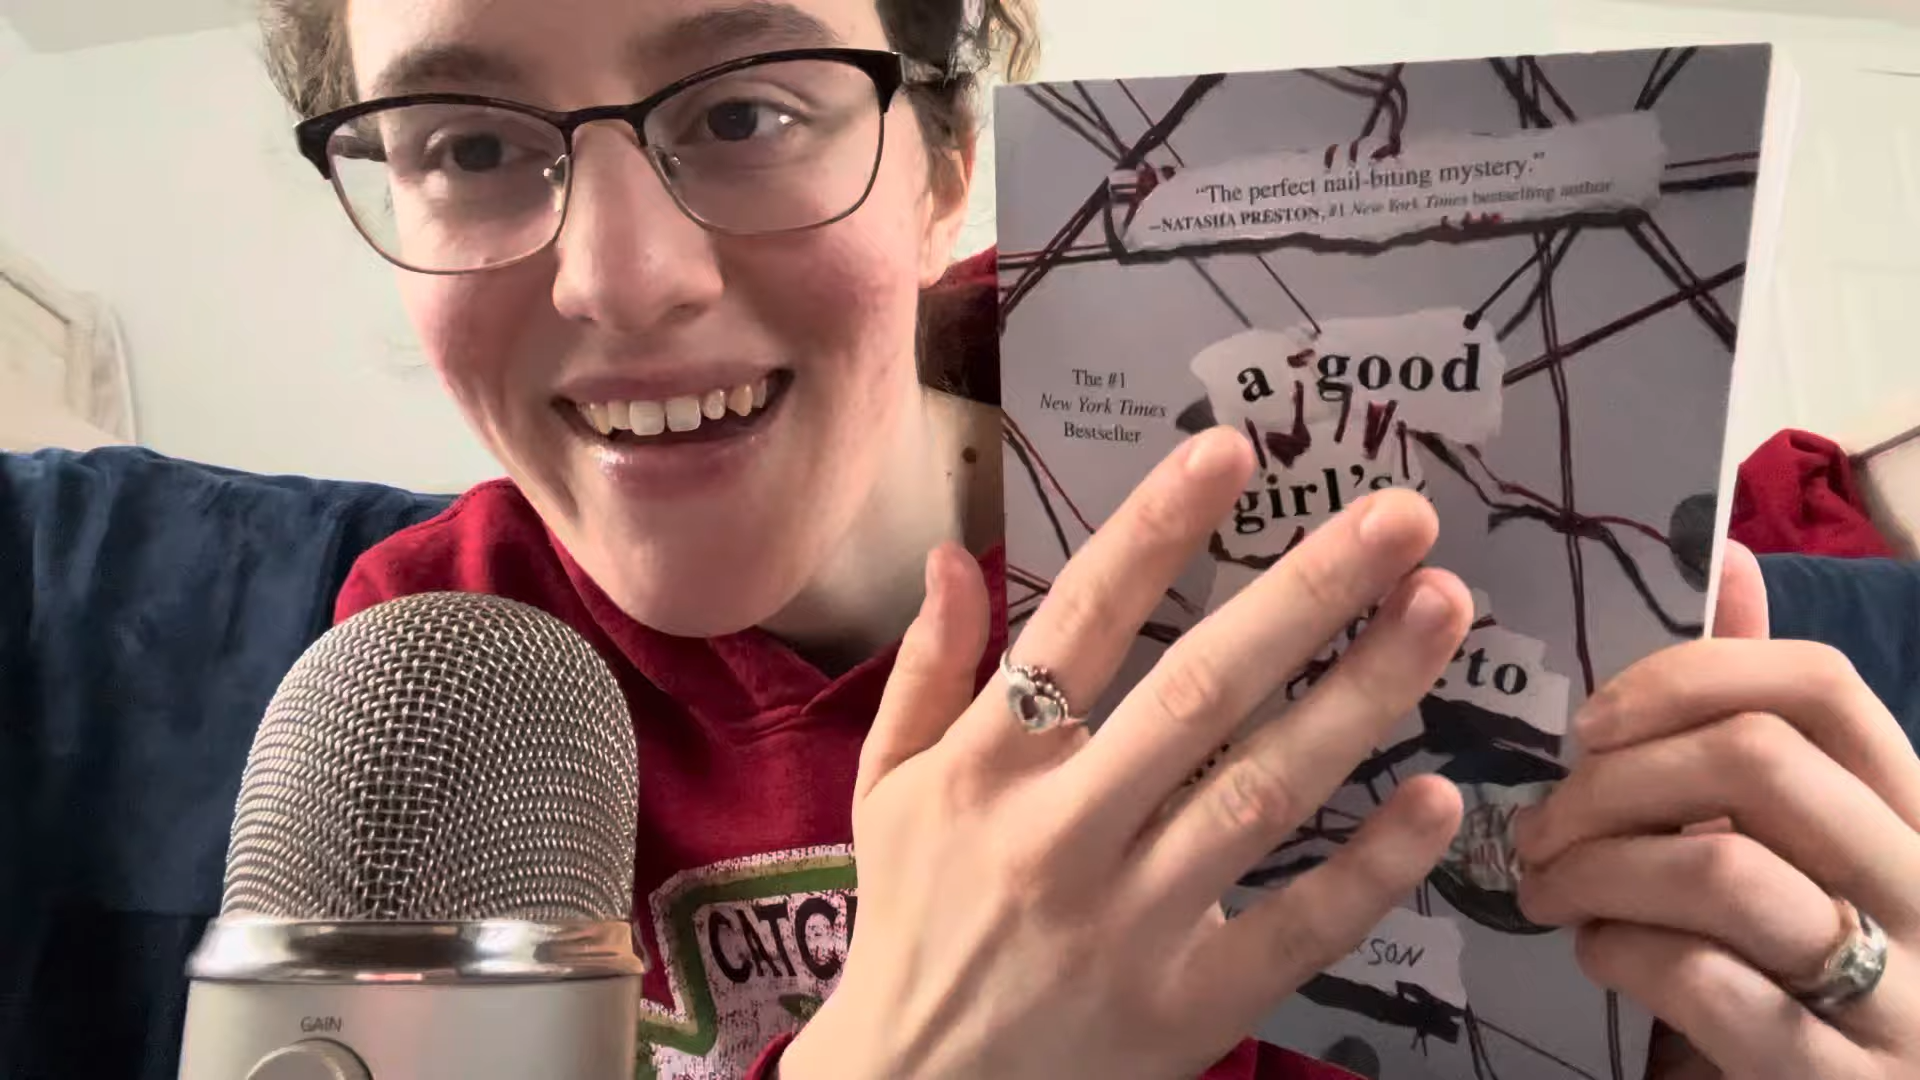 “The perfect nail-biting mystery.”
—NATASHA PRESTON, #1 New York Times bestselling author
The #1
New York Times
Bestseller
a good
girl's
to
SON
CATC
GAIN